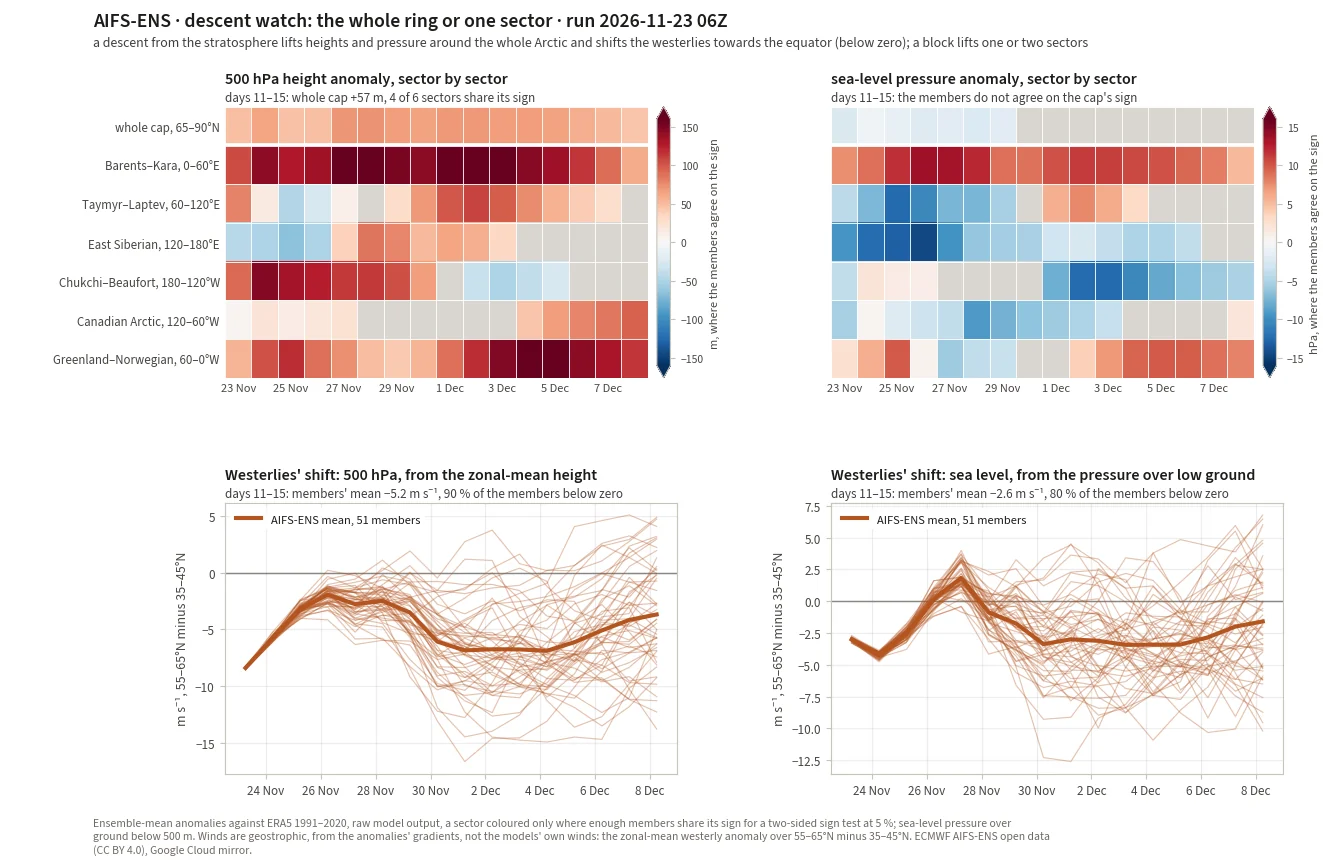 AIFS-ENS · descent watch: the whole ring or one sector · run 2026-11-23 06Z
a descent from the stratosphere lifts heights and pressure around the whole Arctic and shifts the westerlies towards the equator (below zero); a block lifts one or two sectors
500 hPa height anomaly, sector by sector
days 11–15: whole cap +57 m, 4 of 6 sectors share its sign
whole cap, 65–90°N
Barents–Kara, 0–60°E
Taymyr–Laptev, 60–120°E
East Siberian, 120–180°E
Chukchi–Beaufort, 180–120°W
Canadian Arctic, 120–60°W
Greenland–Norwegian, 60–0°W
23 Nov 25 Nov 27 Nov 29 Nov 1 Dec 3 Dec 5 Dec 7 Dec
150
100
50
0
−50
−100
−150
m, where the members agree on the sign
sea-level pressure anomaly, sector by sector
days 11–15: the members do not agree on the cap's sign
23 Nov 25 Nov 27 Nov 29 Nov 1 Dec 3 Dec 5 Dec 7 Dec
15
10
5
0
−5
−10
−15
hPa, where the members agree on the sign
Westerlies' shift: 500 hPa, from the zonal-mean height
days 11–15: members' mean −5.2 m s⁻¹, 90 % of the members below zero
AIFS-ENS mean, 51 members
m s⁻¹, 55–65°N minus 35–45°N
5
0
−5
−10
−15
24 Nov 26 Nov 28 Nov 30 Nov 2 Dec 4 Dec 6 Dec 8 Dec
Westerlies' shift: sea level, from the pressure over low ground
days 11–15: members' mean −2.6 m s⁻¹, 80 % of the members below zero
AIFS-ENS mean, 51 members
m s⁻¹, 55–65°N minus 35–45°N
7.5
5.0
2.5
0.0
−2.5
−5.0
−7.5
−10.0
−12.5
24 Nov 26 Nov 28 Nov 30 Nov 2 Dec 4 Dec 6 Dec 8 Dec
Ensemble-mean anomalies against ERA5 1991–2020, raw model output, a sector coloured only where enough members share its sign for a two-sided sign test at 5 %; sea-level pressure over
ground below 500 m. Winds are geostrophic, from the anomalies' gradients, not the models' own winds: the zonal-mean westerly anomaly over 55–65°N minus 35–45°N. ECMWF AIFS-ENS open data
(CC BY 4.0), Google Cloud mirror.